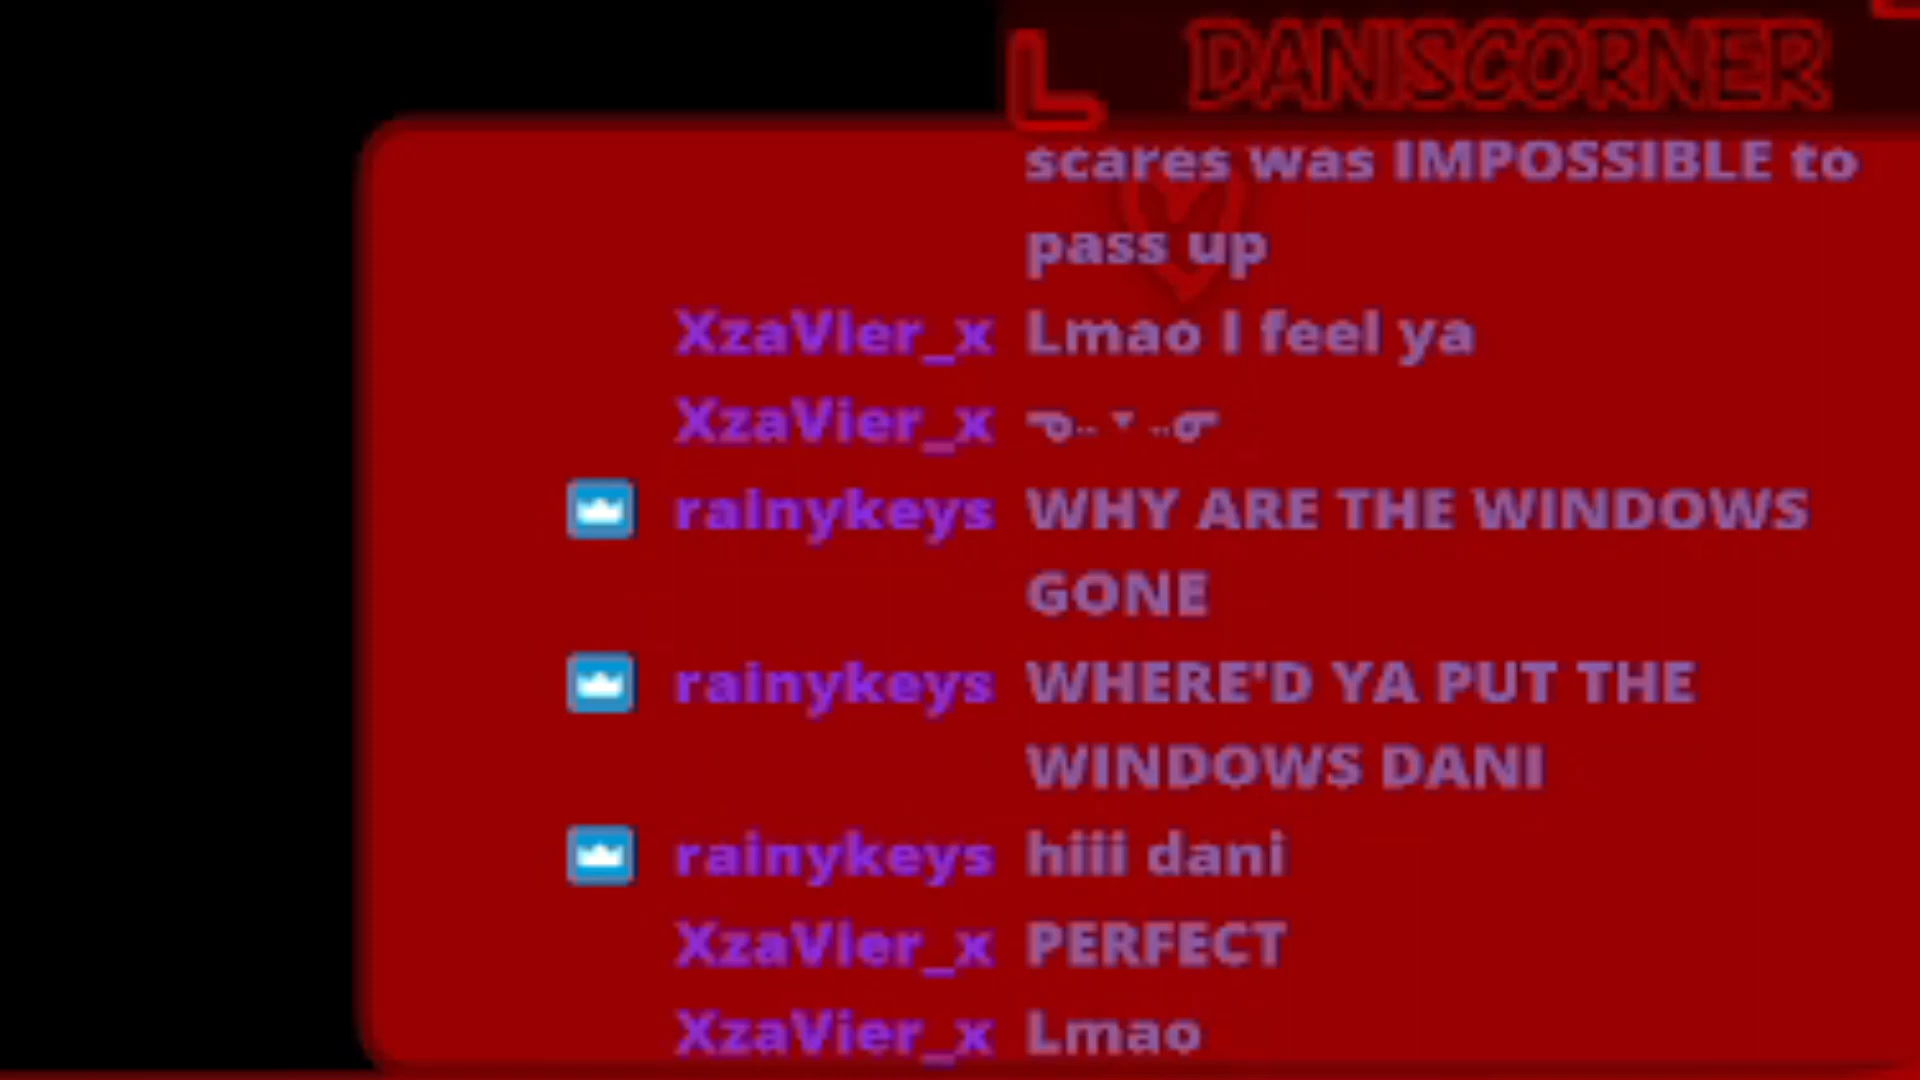 DANISCORNER
scares was IMPOSSIBLE to
pass up
XzaVier_x Lmao I feel ya
XzaVier_x
rainykeys WHY ARE THE WINDOWS
GONE
rainykeys WHERE'D YA PUT THE
WINDOWS DANI
rainykeys hiii dani
XzaVier_x PERFECT
XzaVier_x Lmao